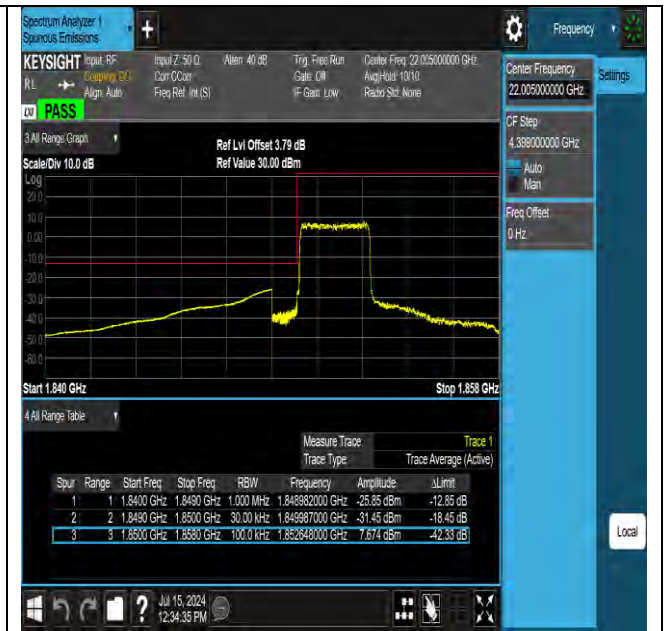 Spectrum Analyzer 1
Spurious Emissions
Frequency
KEYSIGHT
Input: RF
Input Z: 50 Ω
Atten: 40 dB
Trig: Free Run
Center Freq: 22.005000000 GHz
RL
Coupling: DC
Corr CCorr
Gate: Off
Avg|Hold: 10/10
Align: Auto
Freq Ref: Int (S)
IF Gain: Low
Radio Std: None
PASS
Center Frequency
22.005000000 GHz
Settings
CF Step
4.399000000 GHz
Auto
Man
Freq Offset
0 Hz
3 All Range Graph
Ref Lvl Offset 3.79 dB
Scale/Div 10.0 dB
Ref Value 30.00 dBm
Log
20.0
10.0
0.00
-10.0
-20.0
-30.0
-40.0
-50.0
-60.0
Start 1.840 GHz
Stop 1.858 GHz
4 All Range Table
Measure Trace Trace 1
Trace Type Trace Average (Active)
Spur Range Start Freq Stop Freq RBW Frequency Amplitude ΔLimit
1 1 1.8400 GHz 1.8490 GHz 1.000 MHz 1.848982000 GHz -25.85 dBm -12.85 dB
2 2 1.8490 GHz 1.8500 GHz 30.00 kHz 1.849987000 GHz -31.45 dBm -18.45 dB
3 3 1.8500 GHz 1.8580 GHz 100.0 kHz 1.852648000 GHz 7.674 dBm -42.33 dB
Local
Jul 15, 2024
12:34:35 PM